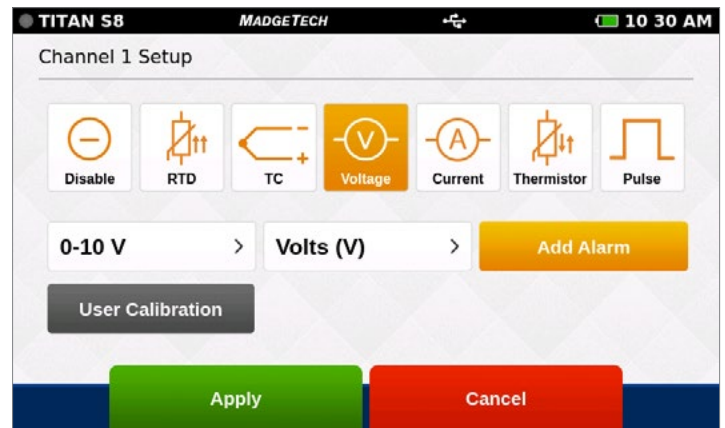 TITAN S8 MADGETECH 10 30 AM
Channel 1 Setup
V A
Disable RTD TC Voltage Current Thermistor Pulse
0-10 V > Volts (V) > Add Alarm
User Calibration
Apply Cancel